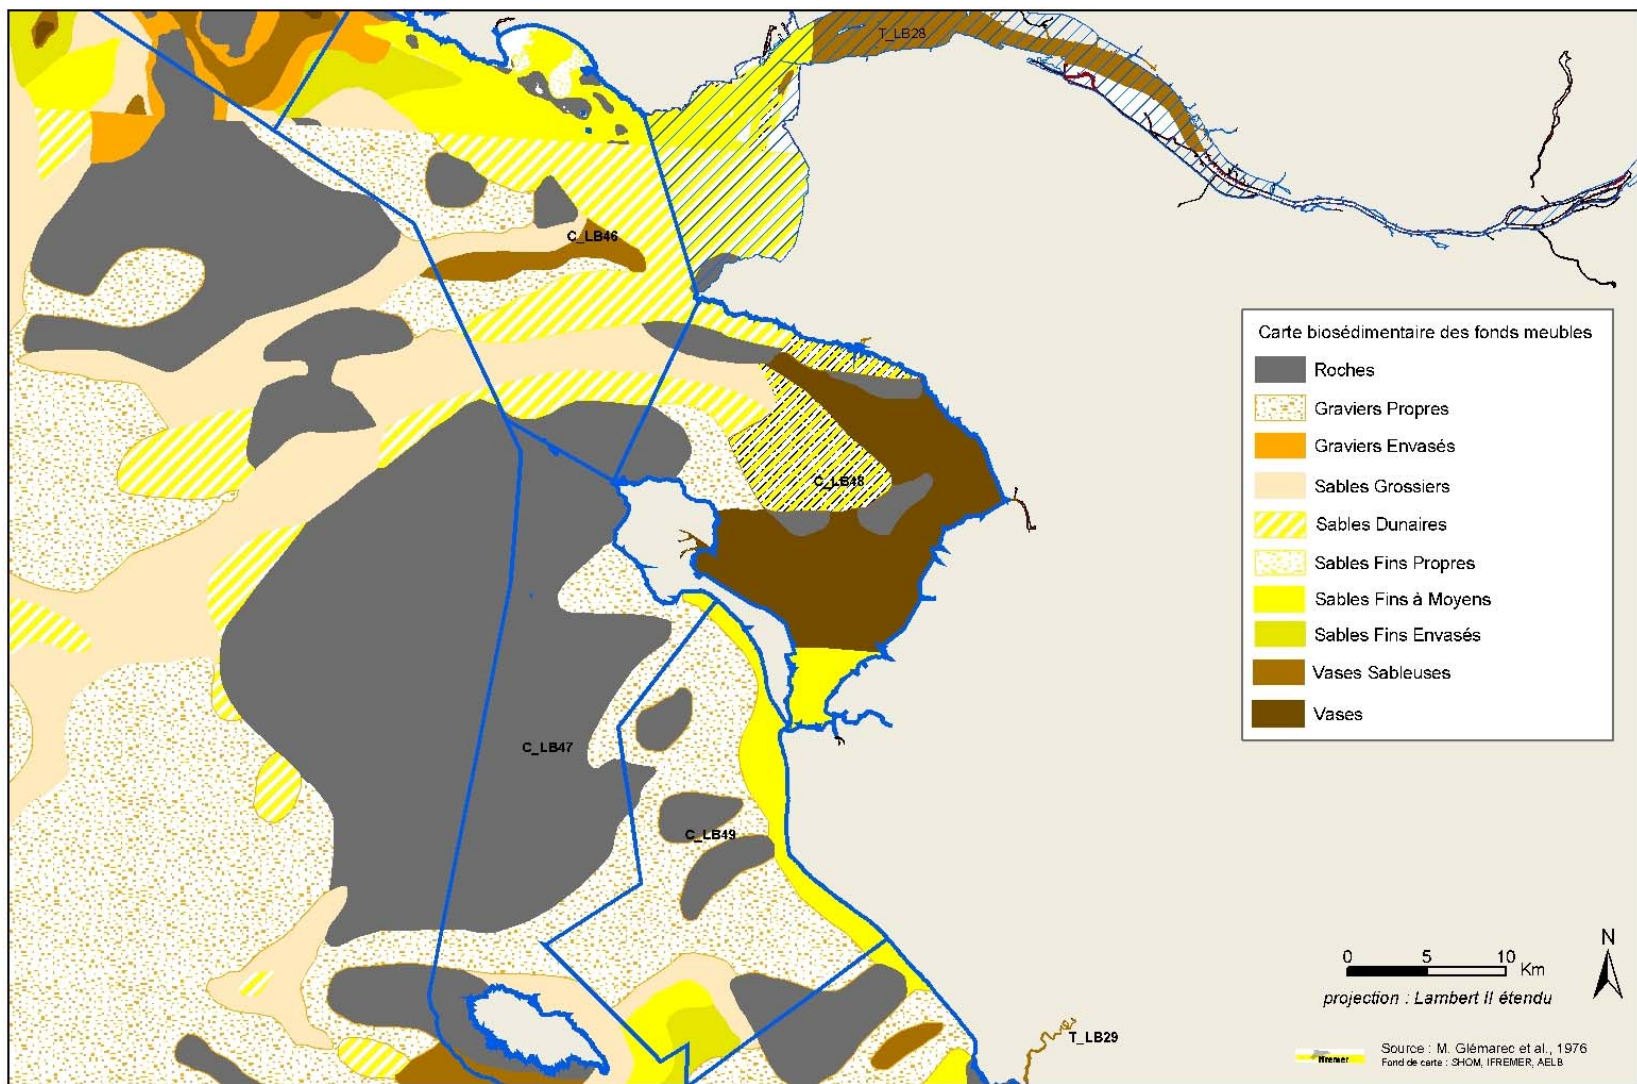 T_LB28
C_LB46
C_LB48
C_LB47
C_LB49
T_LB29
Carte biosédimentaire des fonds meubles
Roches
Graviers Propres
Graviers Envasés
Sables Grossiers
Sables Dunaires
Sables Fins Propres
Sables Fins à Moyens
Sables Fins Envasés
Vases Sableuses
Vases
N
0 5 10 Km
projection : Lambert II étendu
Ifremer
Source : M. Glémarec et al., 1976
Fond de carte : SHOM, IFREMER, AELB